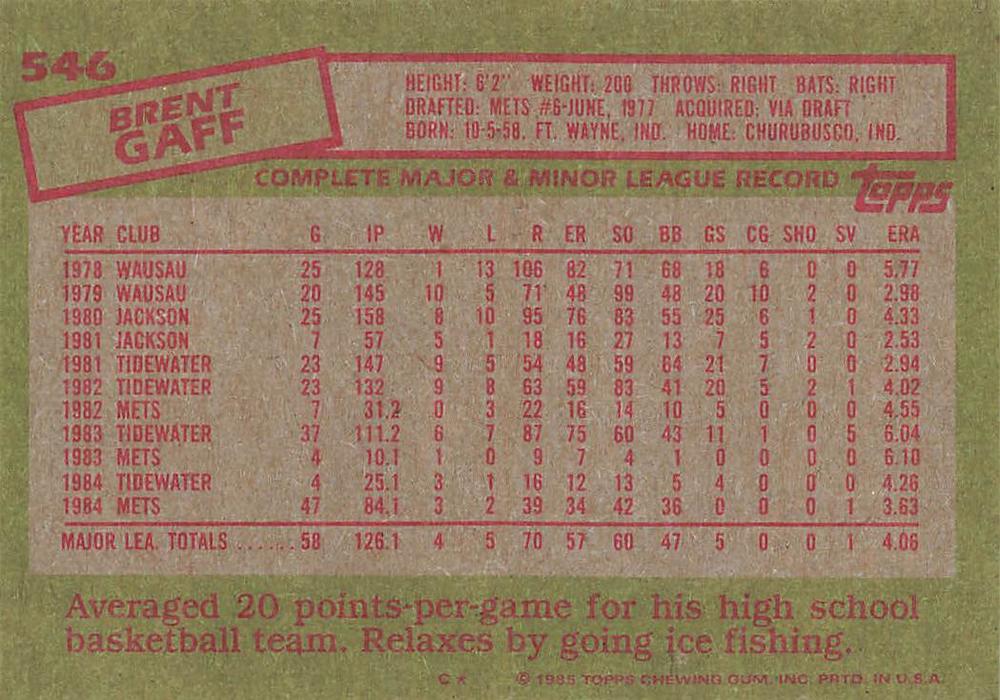 546
BRENT
GAFF
HEIGHT: 6'2" WEIGHT: 200 THROWS: RIGHT BATS: RIGHT
DRAFTED: METS #6-JUNE, 1977 ACQUIRED: VIA DRAFT
BORN: 10-5-58, FT. WAYNE, IND. HOME: CHURUBUSCO, IND.
COMPLETE MAJOR & MINOR LEAGUE RECORD topps
YEAR CLUB G IP W L R ER SO BB GS CG SHO SV ERA
1978 WAUSAU 25 128 1 13 106 82 71 68 18 6 0 0 5.77
1979 WAUSAU 20 145 10 5 71 48 99 48 20 10 2 0 2.98
1980 JACKSON 25 158 8 10 95 76 83 55 25 6 1 0 4.33
1981 JACKSON 7 57 5 1 18 16 27 13 7 5 2 0 2.53
1981 TIDEWATER 23 147 9 5 54 48 59 64 21 7 0 0 2.94
1982 TIDEWATER 23 132 9 8 63 59 83 41 20 5 2 1 4.02
1982 METS 7 31.2 0 3 22 16 14 10 5 0 0 0 4.55
1983 TIDEWATER 37 111.2 6 7 87 75 60 43 11 1 0 5 6.04
1983 METS 4 10.1 1 0 9 7 4 1 0 0 0 0 6.10
1984 TIDEWATER 4 25.1 3 1 16 12 13 5 4 0 0 0 4.26
1984 METS 47 84.1 3 2 39 34 42 36 0 0 0 1 3.63
MAJOR LEA. TOTALS ...... 58 126.1 4 5 70 57 60 47 5 0 0 1 4.06
Averaged 20 points-per-game for his high school
basketball team. Relaxes by going ice fishing.
C* © 1985 TOPPS CHEWING GUM, INC. PRTD. IN U.S.A.